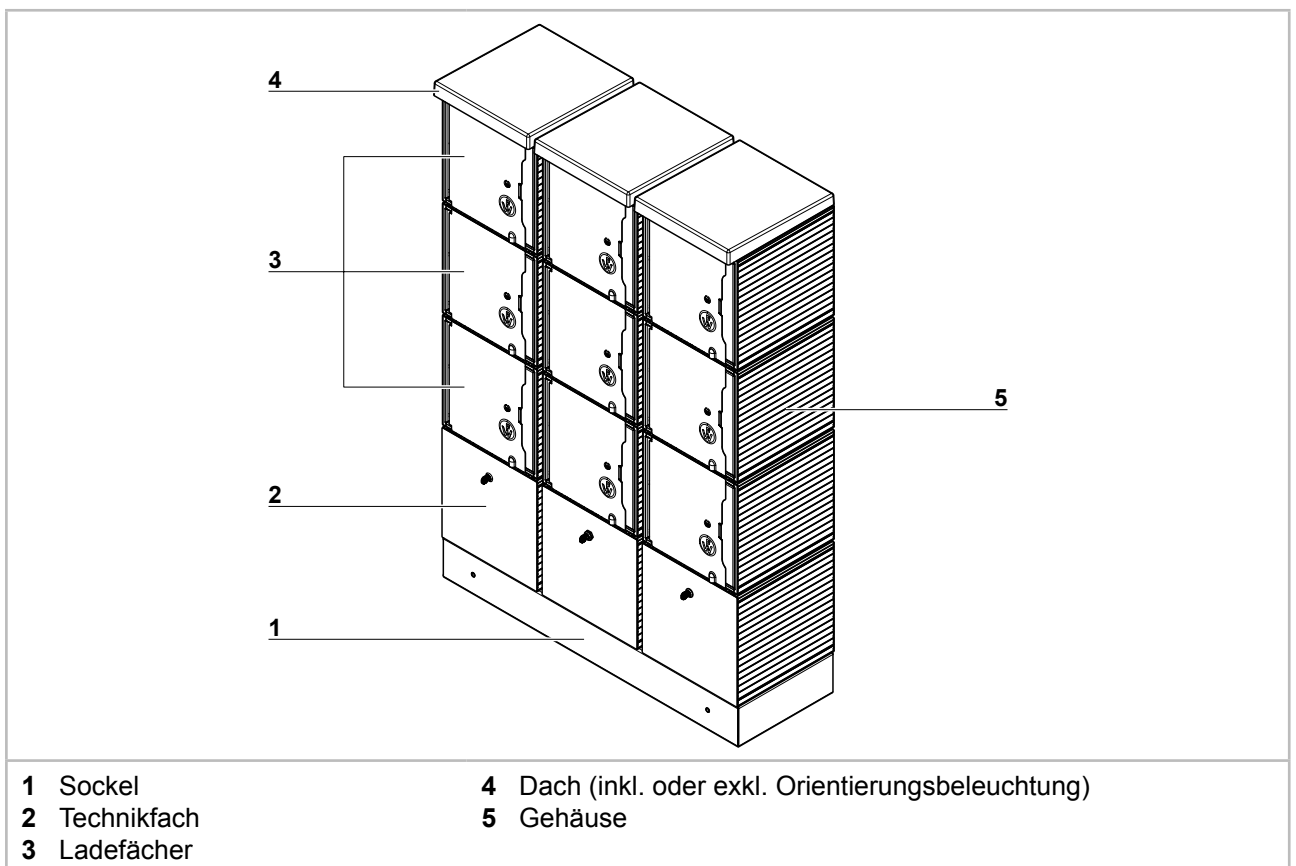 4
3
5
2
1
1 Sockel
2 Technikfach
3 Ladefächer
4 Dach (inkl. oder exkl. Orientierungsbeleuchtung)
5 Gehäuse